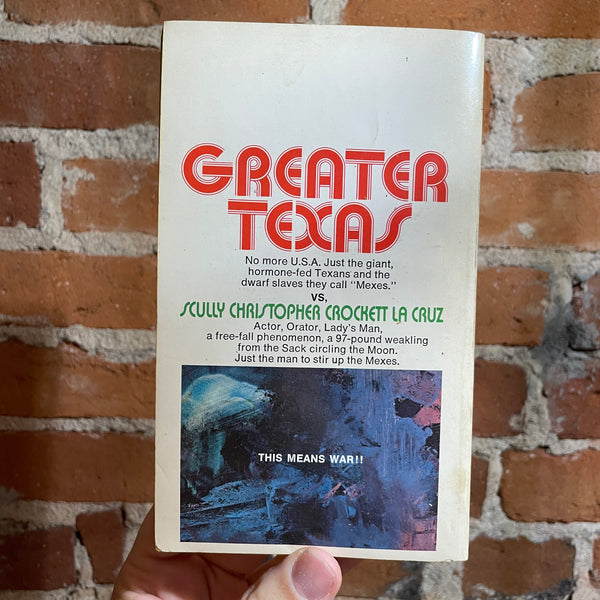 GREATER
TEXAS
No more U.S.A. Just the giant,
hormone-fed Texans and the
dwarf slaves they call "Mexes."
vs,
SCULLY CHRISTOPHER CROCKETT LA CRUZ
Actor, Orator, Lady's Man,
a free-fall phenomenon, a 97-pound weakling
from the Sack circling the Moon.
Just the man to stir up the Mexes.
THIS MEANS WAR!!